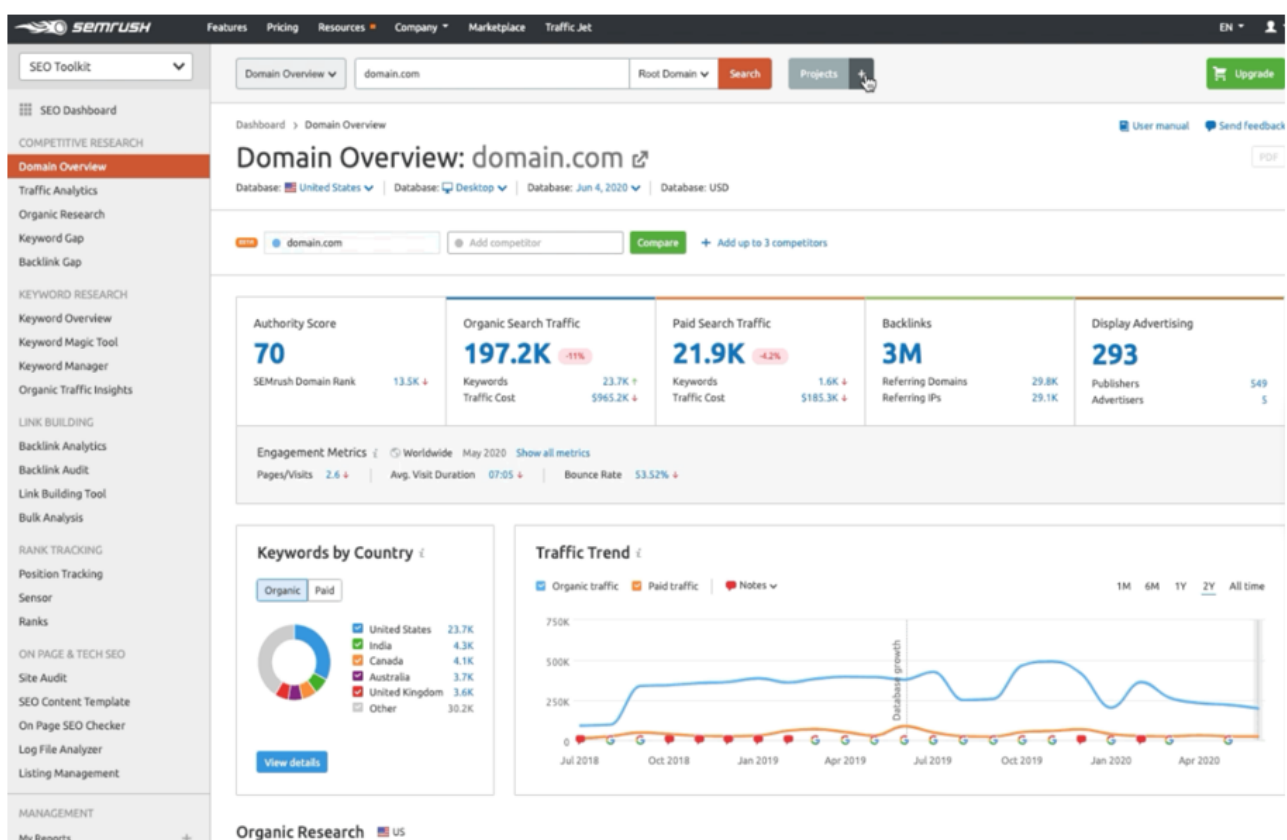 semrush
Features Pricing Resources Company Marketplace Traffic Jet EN
SEO Toolkit
Domain Overview domain.com Root Domain Search Projects + Upgrade
SEO Dashboard
COMPETITIVE RESEARCH
Domain Overview
Traffic Analytics
Organic Research
Keyword Gap
Backlink Gap
KEYWORD RESEARCH
Keyword Overview
Keyword Magic Tool
Keyword Manager
Organic Traffic Insights
LINK BUILDING
Backlink Analytics
Backlink Audit
Link Building Tool
Bulk Analysis
RANK TRACKING
Position Tracking
Sensor
Ranks
ON PAGE & TECH SEO
Site Audit
SEO Content Template
On Page SEO Checker
Log File Analyzer
Listing Management
MANAGEMENT
My Reports +
Dashboard > Domain Overview
User manual Send feedback
Domain Overview: domain.com
PDF
Database: United States Database: Desktop Database: Jun 4, 2020 Database: USD
BETA domain.com Add competitor Compare + Add up to 3 competitors
Authority Score
70
SEMrush Domain Rank 13.5K ↓
Organic Search Traffic
197.2K -11%
Keywords 23.7K ↑
Traffic Cost $965.2K ↓
Paid Search Traffic
21.9K -4.2%
Keywords 1.6K ↓
Traffic Cost $185.3K ↓
Backlinks
3M
Referring Domains 29.8K
Referring IPs 29.1K
Display Advertising
293
Publishers 549
Advertisers 5
Engagement Metrics i Worldwide May 2020 Show all metrics
Pages/Visits 2.6 ↓ Avg. Visit Duration 07:05 ↓ Bounce Rate 53.52% ↓
Keywords by Country i
Organic Paid
United States 23.7K
India 4.3K
Canada 4.1K
Australia 3.7K
United Kingdom 3.6K
Other 30.2K
View details
Traffic Trend i
Organic traffic Paid traffic Notes 1M 6M 1Y 2Y All time
750K
500K
250K
0
Database growth
Jul 2018 Oct 2018 Jan 2019 Apr 2019 Jul 2019 Oct 2019 Jan 2020 Apr 2020
Organic Research US